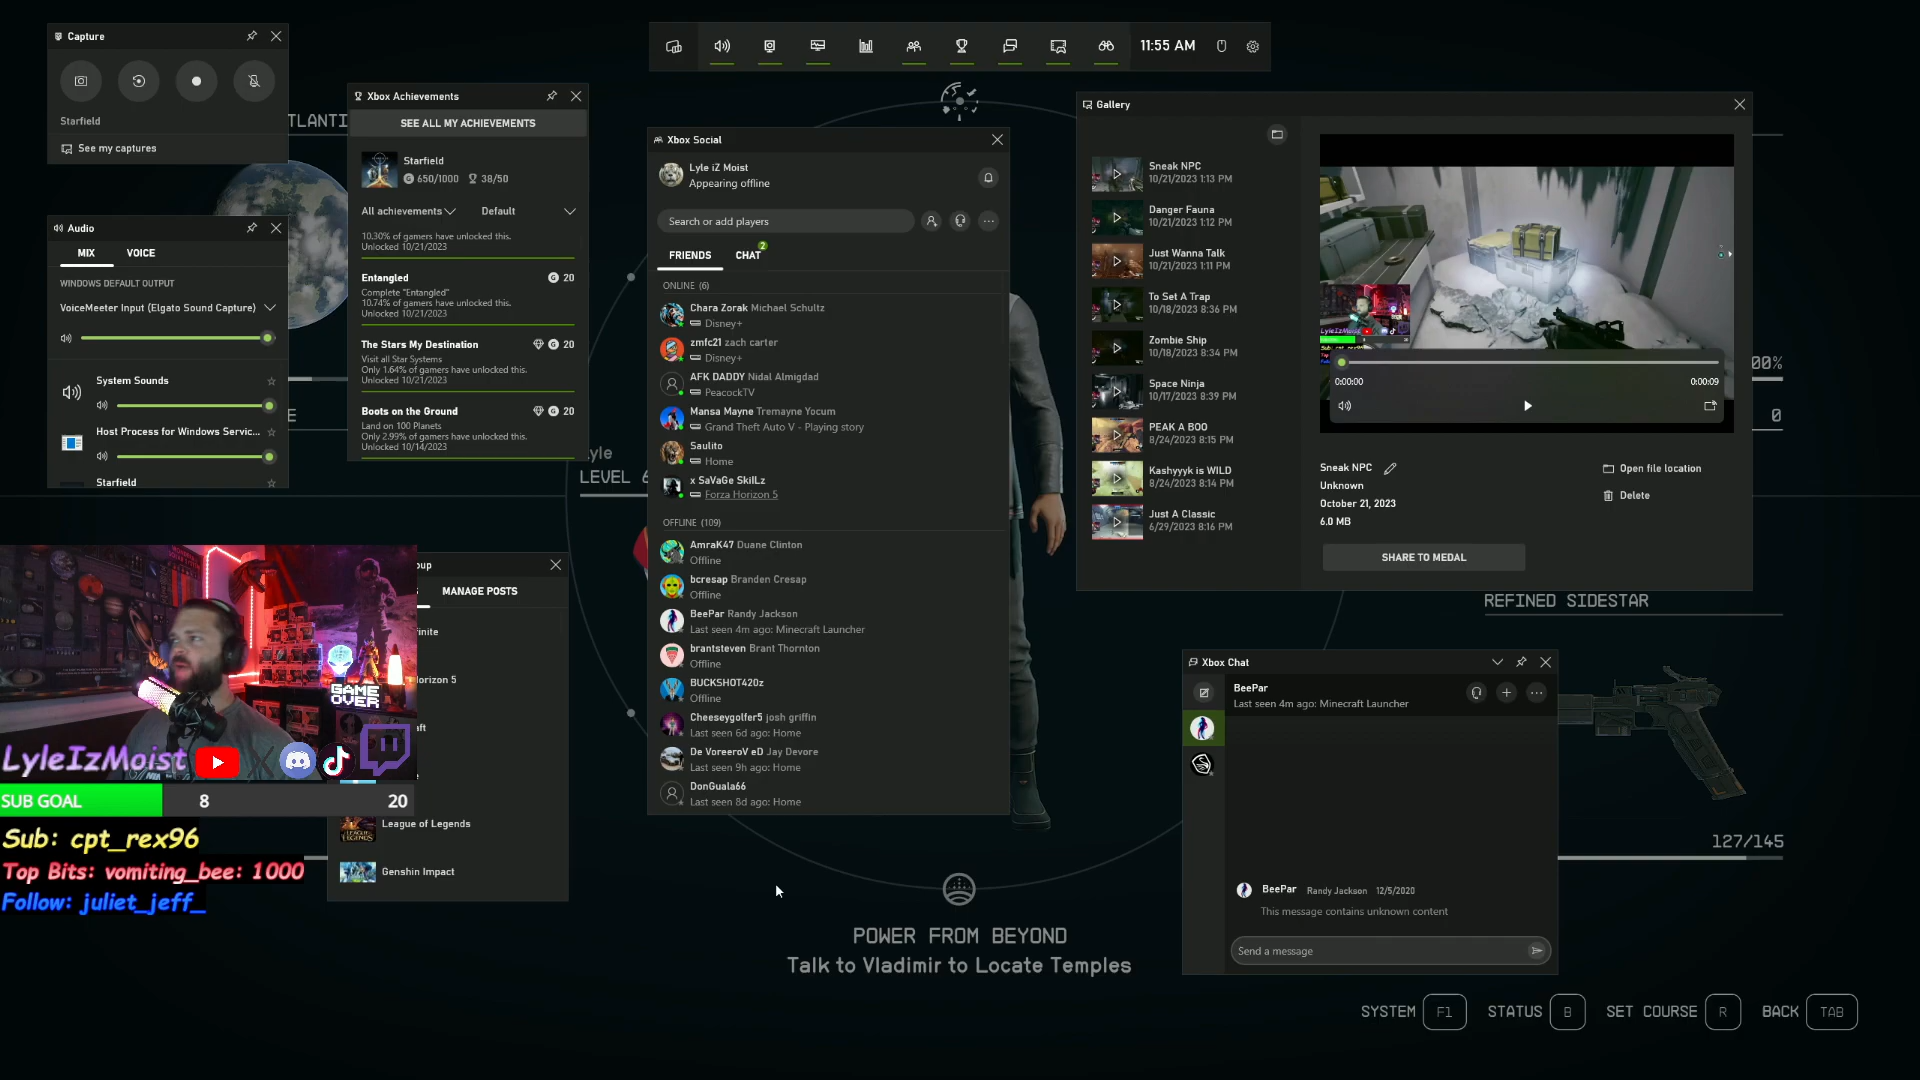 Capture
Starfield
See my captures
Audio
MIX
VOICE
WINDOWS DEFAULT OUTPUT
VoiceMeeter Input (Elgato Sound Capture)
System Sounds
Host Process for Windows Servic...
Starfield
Xbox Achievements
SEE ALL MY ACHIEVEMENTS
Starfield
G 650/1000 38/50
All achievements
Default
10.30% of gamers have unlocked this.
Unlocked 10/21/2023
Entangled G 20
Complete "Entangled"
10.74% of gamers have unlocked this.
Unlocked 10/21/2023
The Stars My Destination G 20
Visit all Star Systems
Only 1.64% of gamers have unlocked this.
Unlocked 10/21/2023
Boots on the Ground G 20
Land on 100 Planets
Only 2.99% of gamers have unlocked this.
Unlocked 10/14/2023
11:55 AM
Xbox Social
Lyle iZ Moist
Appearing offline
Search or add players
FRIENDS
CHAT
2
ONLINE (6)
Chara Zorak Michael Schultz
Disney+
zmfc21 zach carter
Disney+
AFK DADDY Nidal Almigdad
PeacockTV
Mansa Mayne Tremayne Yocum
Grand Theft Auto V - Playing story
Saulito
Home
x SaVaGe SkilLz
Forza Horizon 5
OFFLINE (109)
AmraK47 Duane Clinton
Offline
bcresap Branden Cresap
Offline
BeePar Randy Jackson
Last seen 4m ago: Minecraft Launcher
brantsteven Brant Thornton
Offline
BUCKSHOT420z
Offline
Cheeseygolfer5 josh griffin
Last seen 6d ago: Home
De VoreeroV eD Jay Devore
Last seen 9h ago: Home
DonGuala66
Last seen 8d ago: Home
Gallery
Sneak NPC
10/21/2023 1:13 PM
Danger Fauna
10/21/2023 1:12 PM
Just Wanna Talk
10/21/2023 1:11 PM
To Set A Trap
10/18/2023 8:36 PM
Zombie Ship
10/18/2023 8:34 PM
Space Ninja
10/17/2023 8:39 PM
PEAK A BOO
8/24/2023 8:15 PM
Kashyyyk is WILD
8/24/2023 8:14 PM
Just A Classic
6/29/2023 8:16 PM
LyleIzMoist
0:00:00
0:00:09
Sneak NPC
Unknown
October 21, 2023
6.0 MB
Open file location
Delete
SHARE TO MEDAL
Xbox Chat
BeePar
Last seen 4m ago: Minecraft Launcher
BeePar Randy Jackson 12/5/2020
This message contains unknown content
Send a message
oup
MANAGE POSTS
inite
orizon 5
aft
e
League of Legends
Genshin Impact
GAME
OVER
LyleIzMoist
SUB GOAL 8 20
Sub: cpt_rex96
Top Bits: vomiting_bee: 1000
Follow: juliet_jeff_
TLANTI
E
yle
LEVEL 6
00%
0
REFINED SIDESTAR
127/145
POWER FROM BEYOND
Talk to Vladimir to Locate Temples
SYSTEM F1
STATUS B
SET COURSE R
BACK TAB